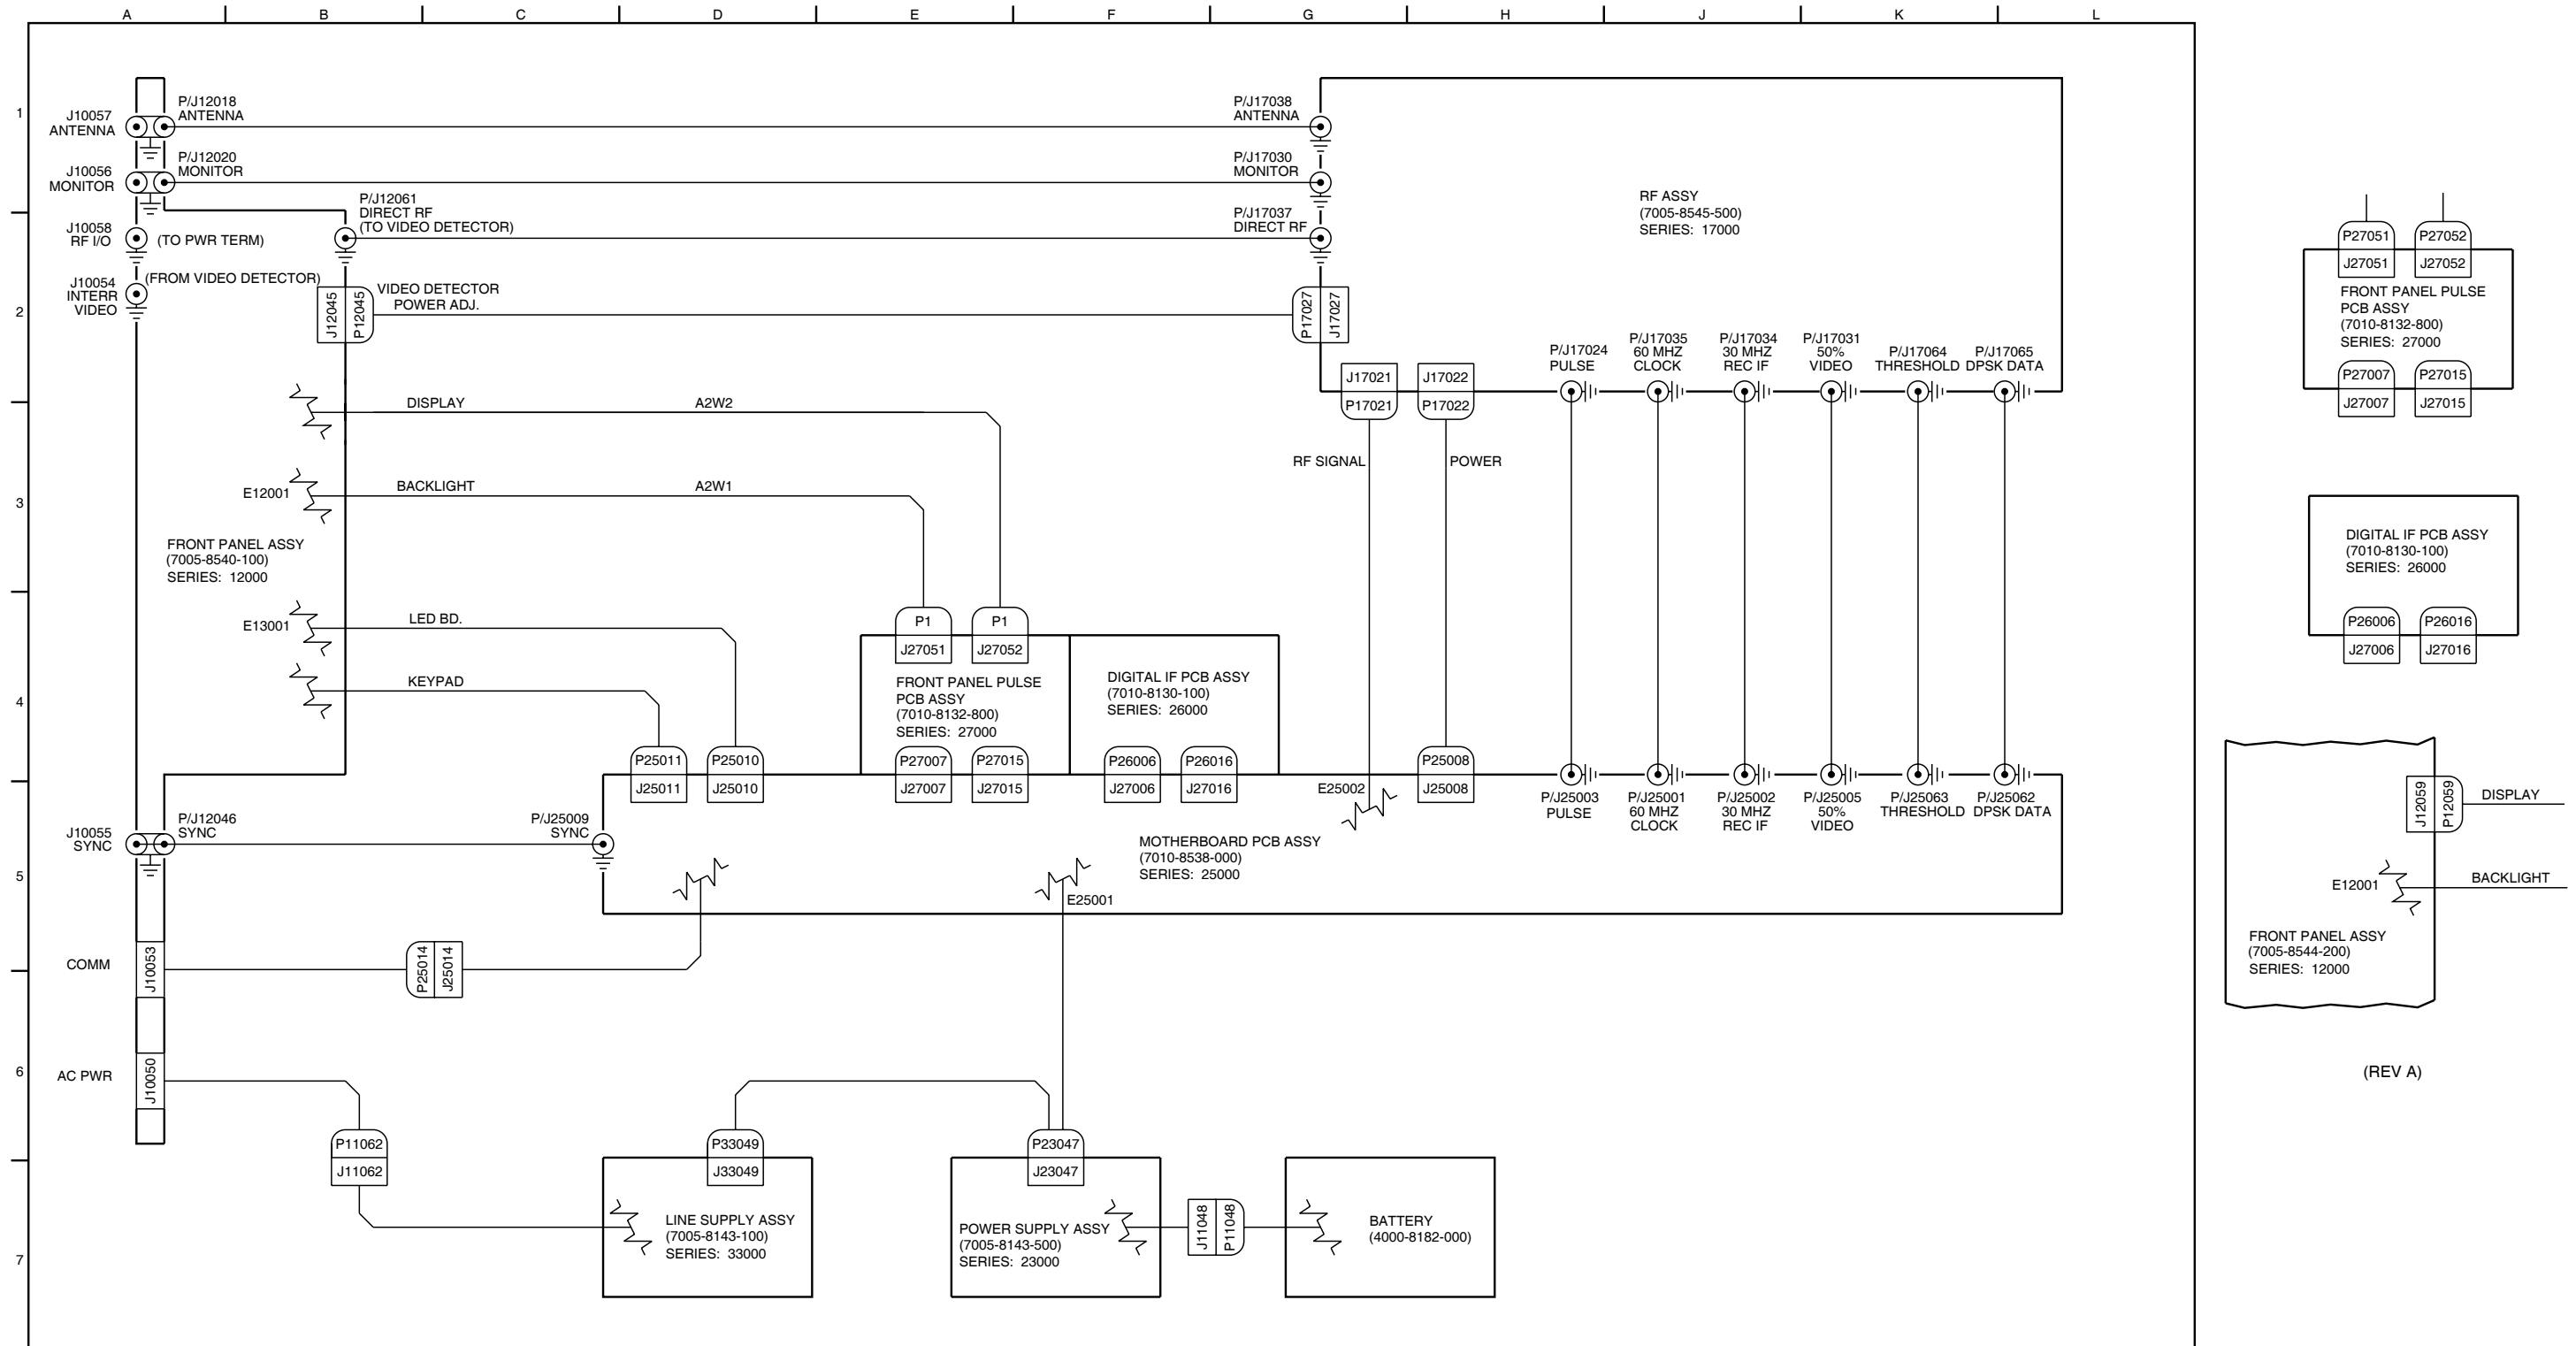 A B C D E F G H J K L
1
2
3
4
5
6
7
J10057
ANTENNA
P/J12018
ANTENNA
P/J17038
ANTENNA
J10056
MONITOR
P/J12020
MONITOR
P/J17030
MONITOR
J10058
RF I/O
(TO PWR TERM)
P/J12061
DIRECT RF
(TO VIDEO DETECTOR)
P/J17037
DIRECT RF
J10054
INTERR
VIDEO
(FROM VIDEO DETECTOR)
J12045
P12045
VIDEO DETECTOR
POWER ADJ.
P17027
J17027
RF ASSY
(7005-8545-500)
SERIES: 17000
J17021
P17021
J17022
P17022
P/J17024
PULSE
P/J17035
60 MHZ
CLOCK
P/J17034
30 MHZ
REC IF
P/J17031
50%
VIDEO
P/J17064
THRESHOLD
P/J17065
DPSK DATA
DISPLAY
A2W2
RF SIGNAL
POWER
E12001
BACKLIGHT
A2W1
FRONT PANEL ASSY
(7005-8540-100)
SERIES: 12000
E13001
LED BD.
KEYPAD
P1
J27051
P1
J27052
FRONT PANEL PULSE
PCB ASSY
(7010-8132-800)
SERIES: 27000
DIGITAL IF PCB ASSY
(7010-8130-100)
SERIES: 26000
P25011
J25011
P25010
J25010
P27007
J27007
P27015
J27015
P26006
J27006
P26016
J27016
E25002
P25008
J25008
P/J25003
PULSE
P/J25001
60 MHZ
CLOCK
P/J25002
30 MHZ
REC IF
P/J25005
50%
VIDEO
P/J25063
THRESHOLD
P/J25062
DPSK DATA
J10055
SYNC
P/J12046
SYNC
P/J25009
SYNC
MOTHERBOARD PCB ASSY
(7010-8538-000)
SERIES: 25000
E25001
COMM
J10053
P25014
J25014
AC PWR
J10050
P11062
J11062
P33049
J33049
P23047
J23047
LINE SUPPLY ASSY
(7005-8143-100)
SERIES: 33000
POWER SUPPLY ASSY
(7005-8143-500)
SERIES: 23000
J11048
P11048
BATTERY
(4000-8182-000)
P27051
J27051
P27052
J27052
FRONT PANEL PULSE
PCB ASSY
(7010-8132-800)
SERIES: 27000
P27007
J27007
P27015
J27015
DIGITAL IF PCB ASSY
(7010-8130-100)
SERIES: 26000
P26006
J27006
P26016
J27016
J12059
P12059
DISPLAY
E12001
BACKLIGHT
FRONT PANEL ASSY
(7005-8544-200)
SERIES: 12000
(REV A)